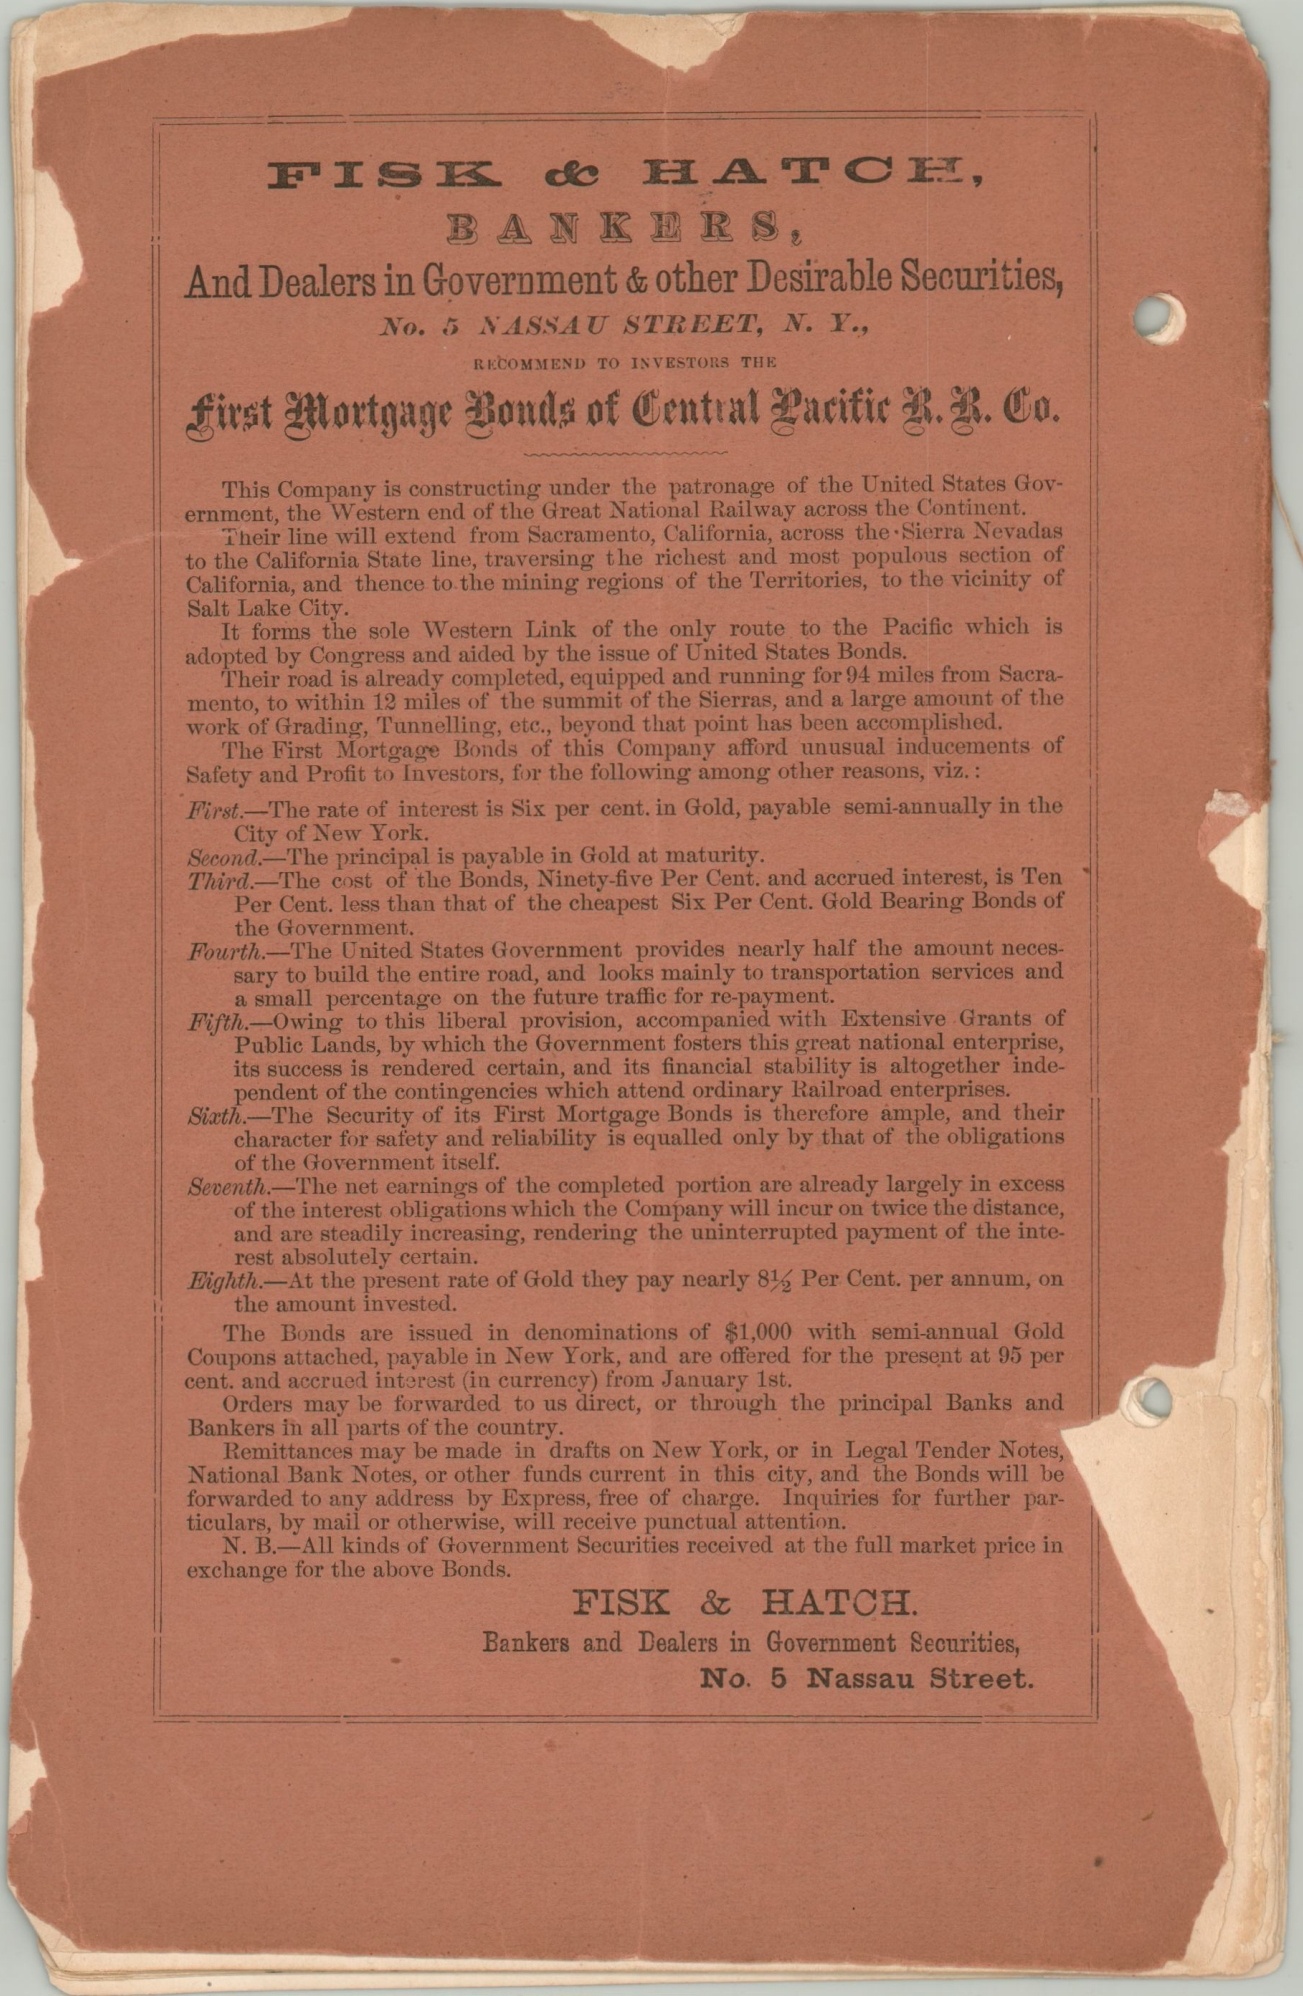 FISK & HATCH,
BANKERS,
And Dealers in Government & other Desirable Securities,
No. 5 NASSAU STREET, N. Y.,
RECOMMEND TO INVESTORS THE
First Mortgage Bonds of Central Pacific R. R. Co.
This Company is constructing under the patronage of the United States Gov-
ernment, the Western end of the Great National Railway across the Continent.
Their line will extend from Sacramento, California, across the Sierra Nevadas
to the California State line, traversing the richest and most populous section of
California, and thence to the mining regions of the Territories, to the vicinity of
Salt Lake City.
It forms the sole Western Link of the only route to the Pacific which is
adopted by Congress and aided by the issue of United States Bonds.
Their road is already completed, equipped and running for 94 miles from Sacra-
mento, to within 12 miles of the summit of the Sierras, and a large amount of the
work of Grading, Tunnelling, etc., beyond that point has been accomplished.
The First Mortgage Bonds of this Company afford unusual inducements of
Safety and Profit to Investors, for the following among other reasons, viz.:
First.—The rate of interest is Six per cent. in Gold, payable semi-annually in the
City of New York.
Second.—The principal is payable in Gold at maturity.
Third.—The cost of the Bonds, Ninety-five Per Cent. and accrued interest, is Ten
Per Cent. less than that of the cheapest Six Per Cent. Gold Bearing Bonds of
the Government.
Fourth.—The United States Government provides nearly half the amount neces-
sary to build the entire road, and looks mainly to transportation services and
a small percentage on the future traffic for re-payment.
Fifth.—Owing to this liberal provision, accompanied with Extensive Grants of
Public Lands, by which the Government fosters this great national enterprise,
its success is rendered certain, and its financial stability is altogether inde-
pendent of the contingencies which attend ordinary Railroad enterprises.
Sixth.—The Security of its First Mortgage Bonds is therefore ample, and their
character for safety and reliability is equalled only by that of the obligations
of the Government itself.
Seventh.—The net earnings of the completed portion are already largely in excess
of the interest obligations which the Company will incur on twice the distance,
and are steadily increasing, rendering the uninterrupted payment of the inte-
rest absolutely certain.
Eighth.—At the present rate of Gold they pay nearly 8½ Per Cent. per annum, on
the amount invested.
The Bonds are issued in denominations of $1,000 with semi-annual Gold
Coupons attached, payable in New York, and are offered for the present at 95 per
cent. and accrued interest (in currency) from January 1st.
Orders may be forwarded to us direct, or through the principal Banks and
Bankers in all parts of the country.
Remittances may be made in drafts on New York, or in Legal Tender Notes,
National Bank Notes, or other funds current in this city, and the Bonds will be
forwarded to any address by Express, free of charge. Inquiries for further par-
ticulars, by mail or otherwise, will receive punctual attention.
N. B.—All kinds of Government Securities received at the full market price in
exchange for the above Bonds.
FISK & HATCH.
Bankers and Dealers in Government Securities,
No. 5 Nassau Street.